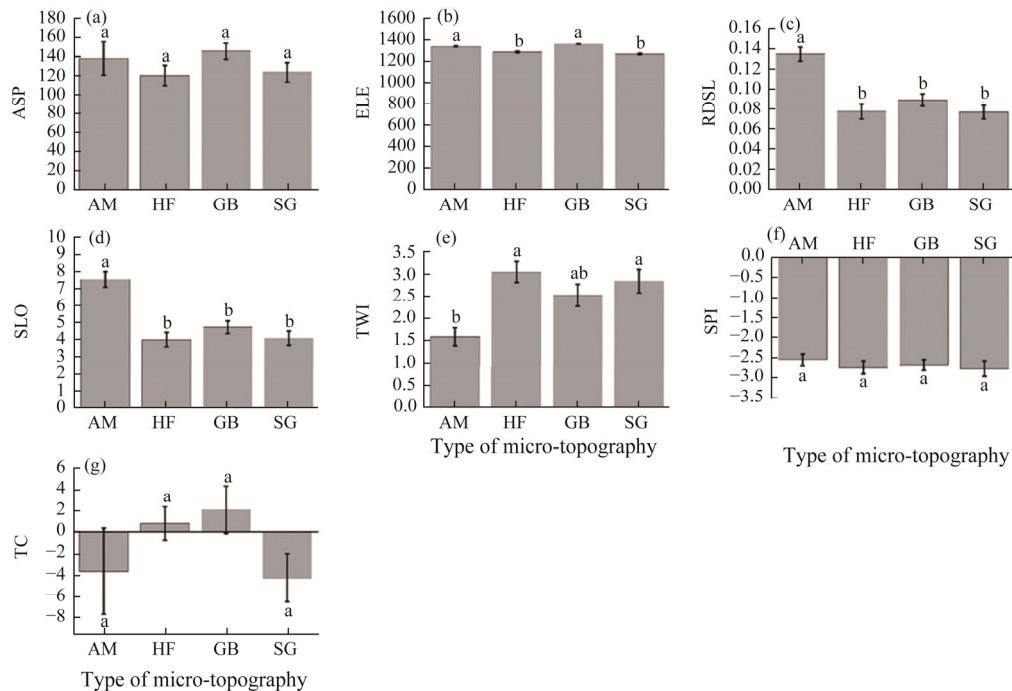 (a)
180
160
140
120
100
80
60
40
20
0
ASP
a
a
a
a
AM HF GB SG
(b)
1600
1400
1200
1000
800
600
400
200
0
ELE
a
b
a
b
AM HF GB SG
(c)
0.16
0.14
0.12
0.10
0.08
0.06
0.04
0.02
0.00
RDSL
a
b
b
b
AM HF GB SG
(d)
10
9
8
7
6
5
4
3
2
1
0
SLO
a
b
b
b
AM HF GB SG
(e)
3.5
3.0
2.5
2.0
1.5
1.0
0.5
0.0
TWI
b
a
ab
a
AM HF GB SG
Type of micro-topography
(f)
AM HF GB SG
0.0
−0.5
−1.0
−1.5
−2.0
−2.5
−3.0
−3.5
SPI
a
a
a
a
Type of micro-topography
(g)
6
4
2
0
−2
−4
−6
−8
TC
a
a
a
a
AM HF GB SG
Type of micro-topography